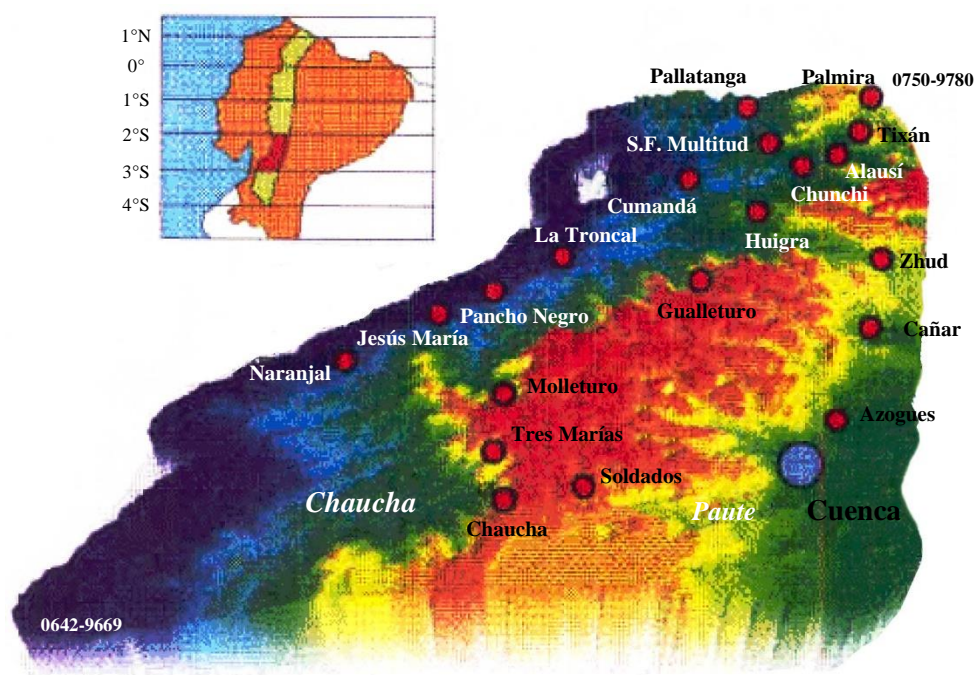 1°N
0°
1°S
2°S
3°S
4°S
Pallatanga
Palmira
0750-9780
S.F. Multitud
Tixán
Alausí
Chunchi
Cumandá
La Troncal
Huigra
Zhud
Gualleturo
Pancho Negro
Cañar
Jesús María
Naranjal
Molleturo
Azogues
Tres Marías
Soldados
Chaucha
Paute
Cuenca
Chaucha
0642-9669